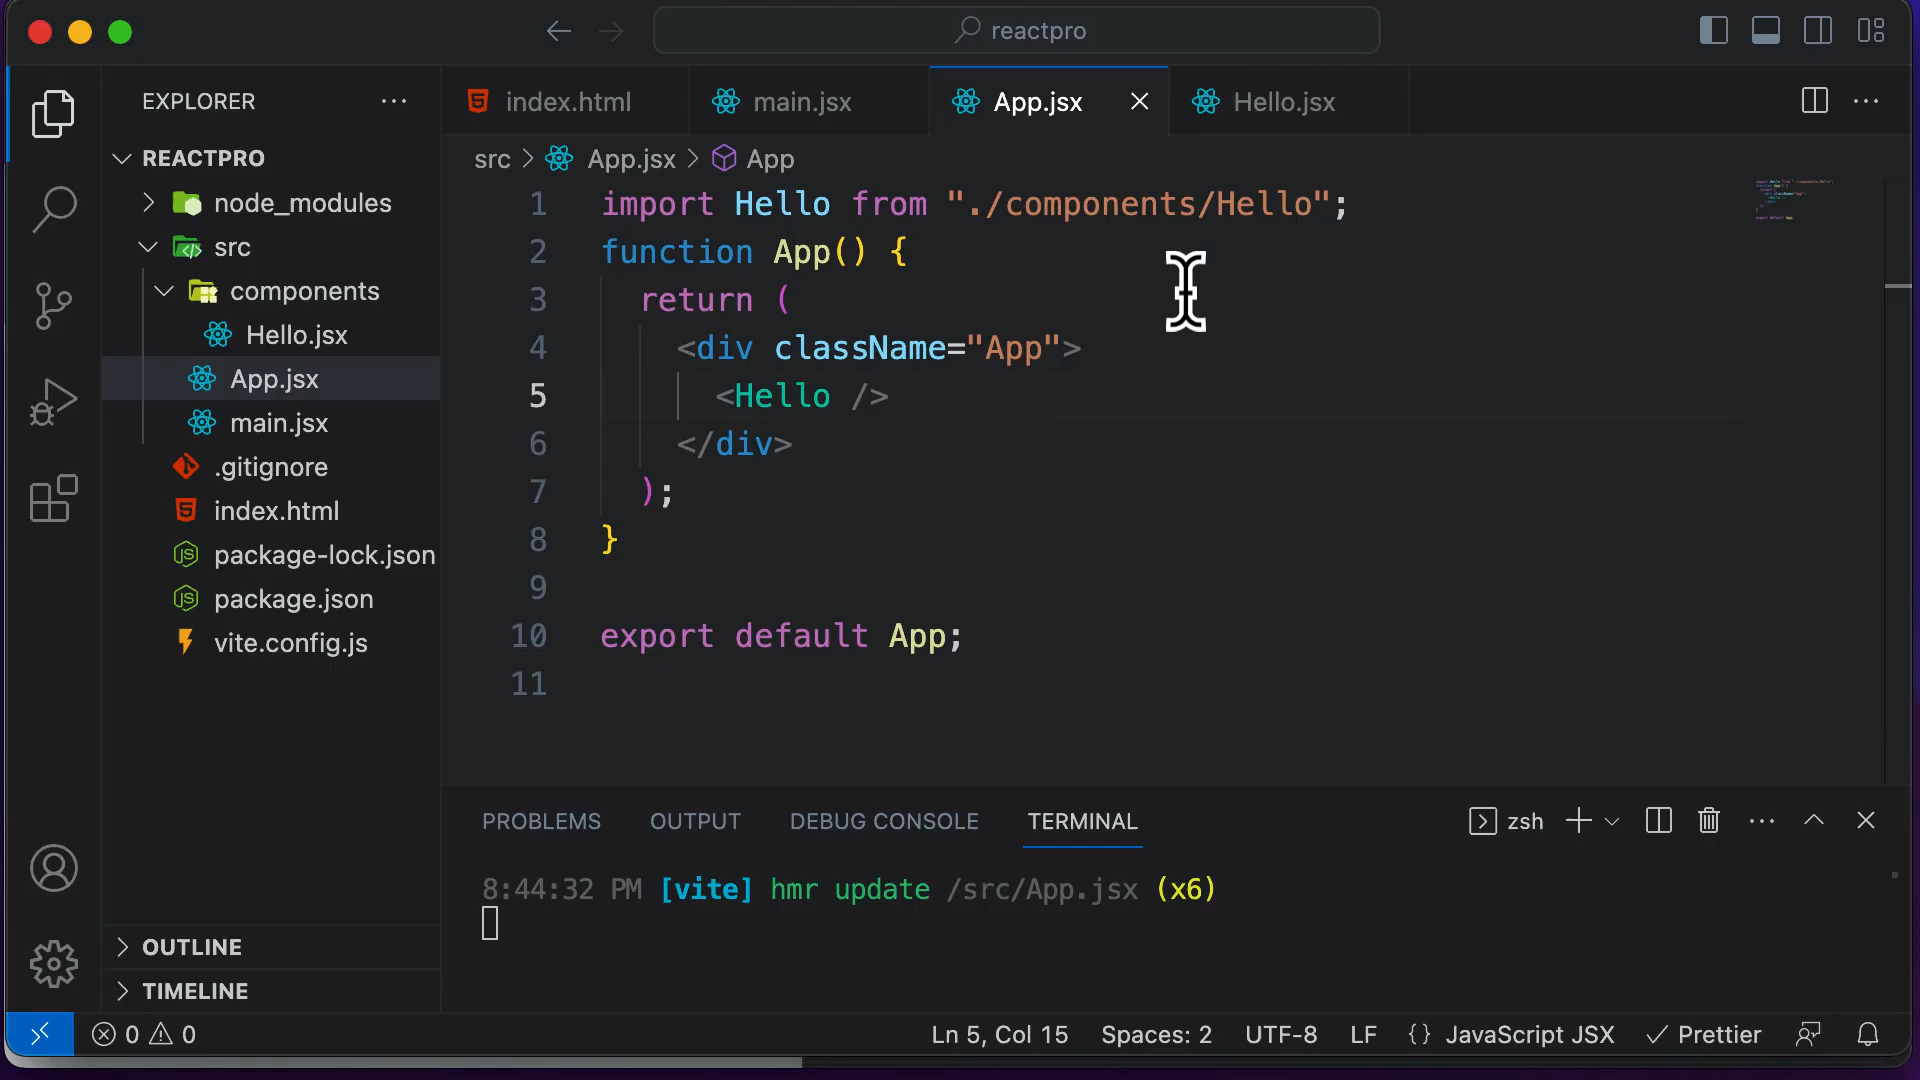 reactpro
EXPLORER
index.html
main.jsx
App.jsx
Hello.jsx
REACTPRO
node_modules
src
components
Hello.jsx
App.jsx
main.jsx
.gitignore
index.html
package-lock.json
package.json
vite.config.js
OUTLINE
TIMELINE
src > App.jsx > App
1 import Hello from "./components/Hello";
2 function App() {
3   return (
4     <div className="App">
5       <Hello />
6     </div>
7   );
8 }
9
10 export default App;
11
PROBLEMS OUTPUT DEBUG CONSOLE TERMINAL zsh
8:44:32 PM [vite] hmr update /src/App.jsx (x6)
0 0 Ln 5, Col 15 Spaces: 2 UTF-8 LF {} JavaScript JSX Prettier